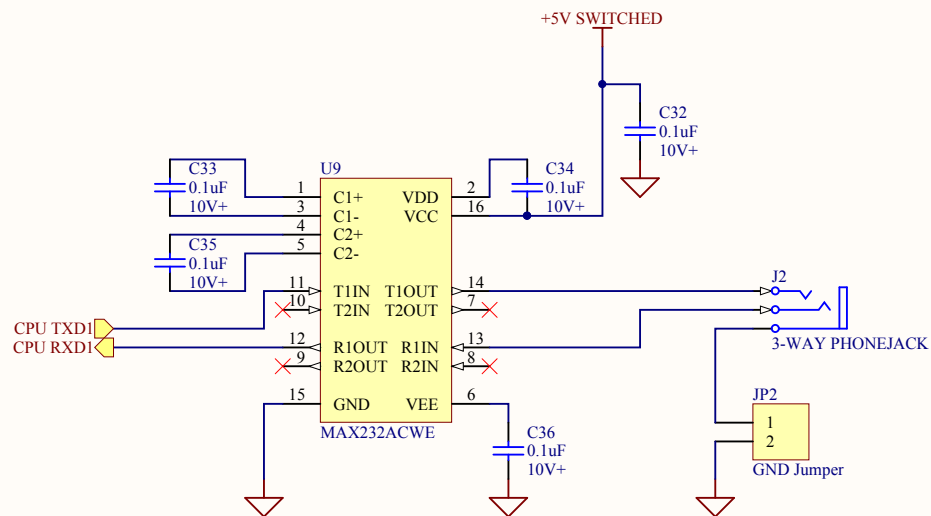 +5V SWITCHED
C32
0.1uF
10V+
U9
C33
0.1uF
10V+
C34
0.1uF
10V+
1 C1+ VDD 2
3 C1- VCC 16
4 C2+
5 C2-
C35
0.1uF
10V+
11 T1IN T1OUT 14
10 T2IN T2OUT 7
J2
CPU TXD1
CPU RXD1
12 R1OUT R1IN 13
9 R2OUT R2IN 8
3-WAY PHONEJACK
15 GND VEE 6
MAX232ACWE
C36
0.1uF
10V+
JP2
1
2
GND Jumper